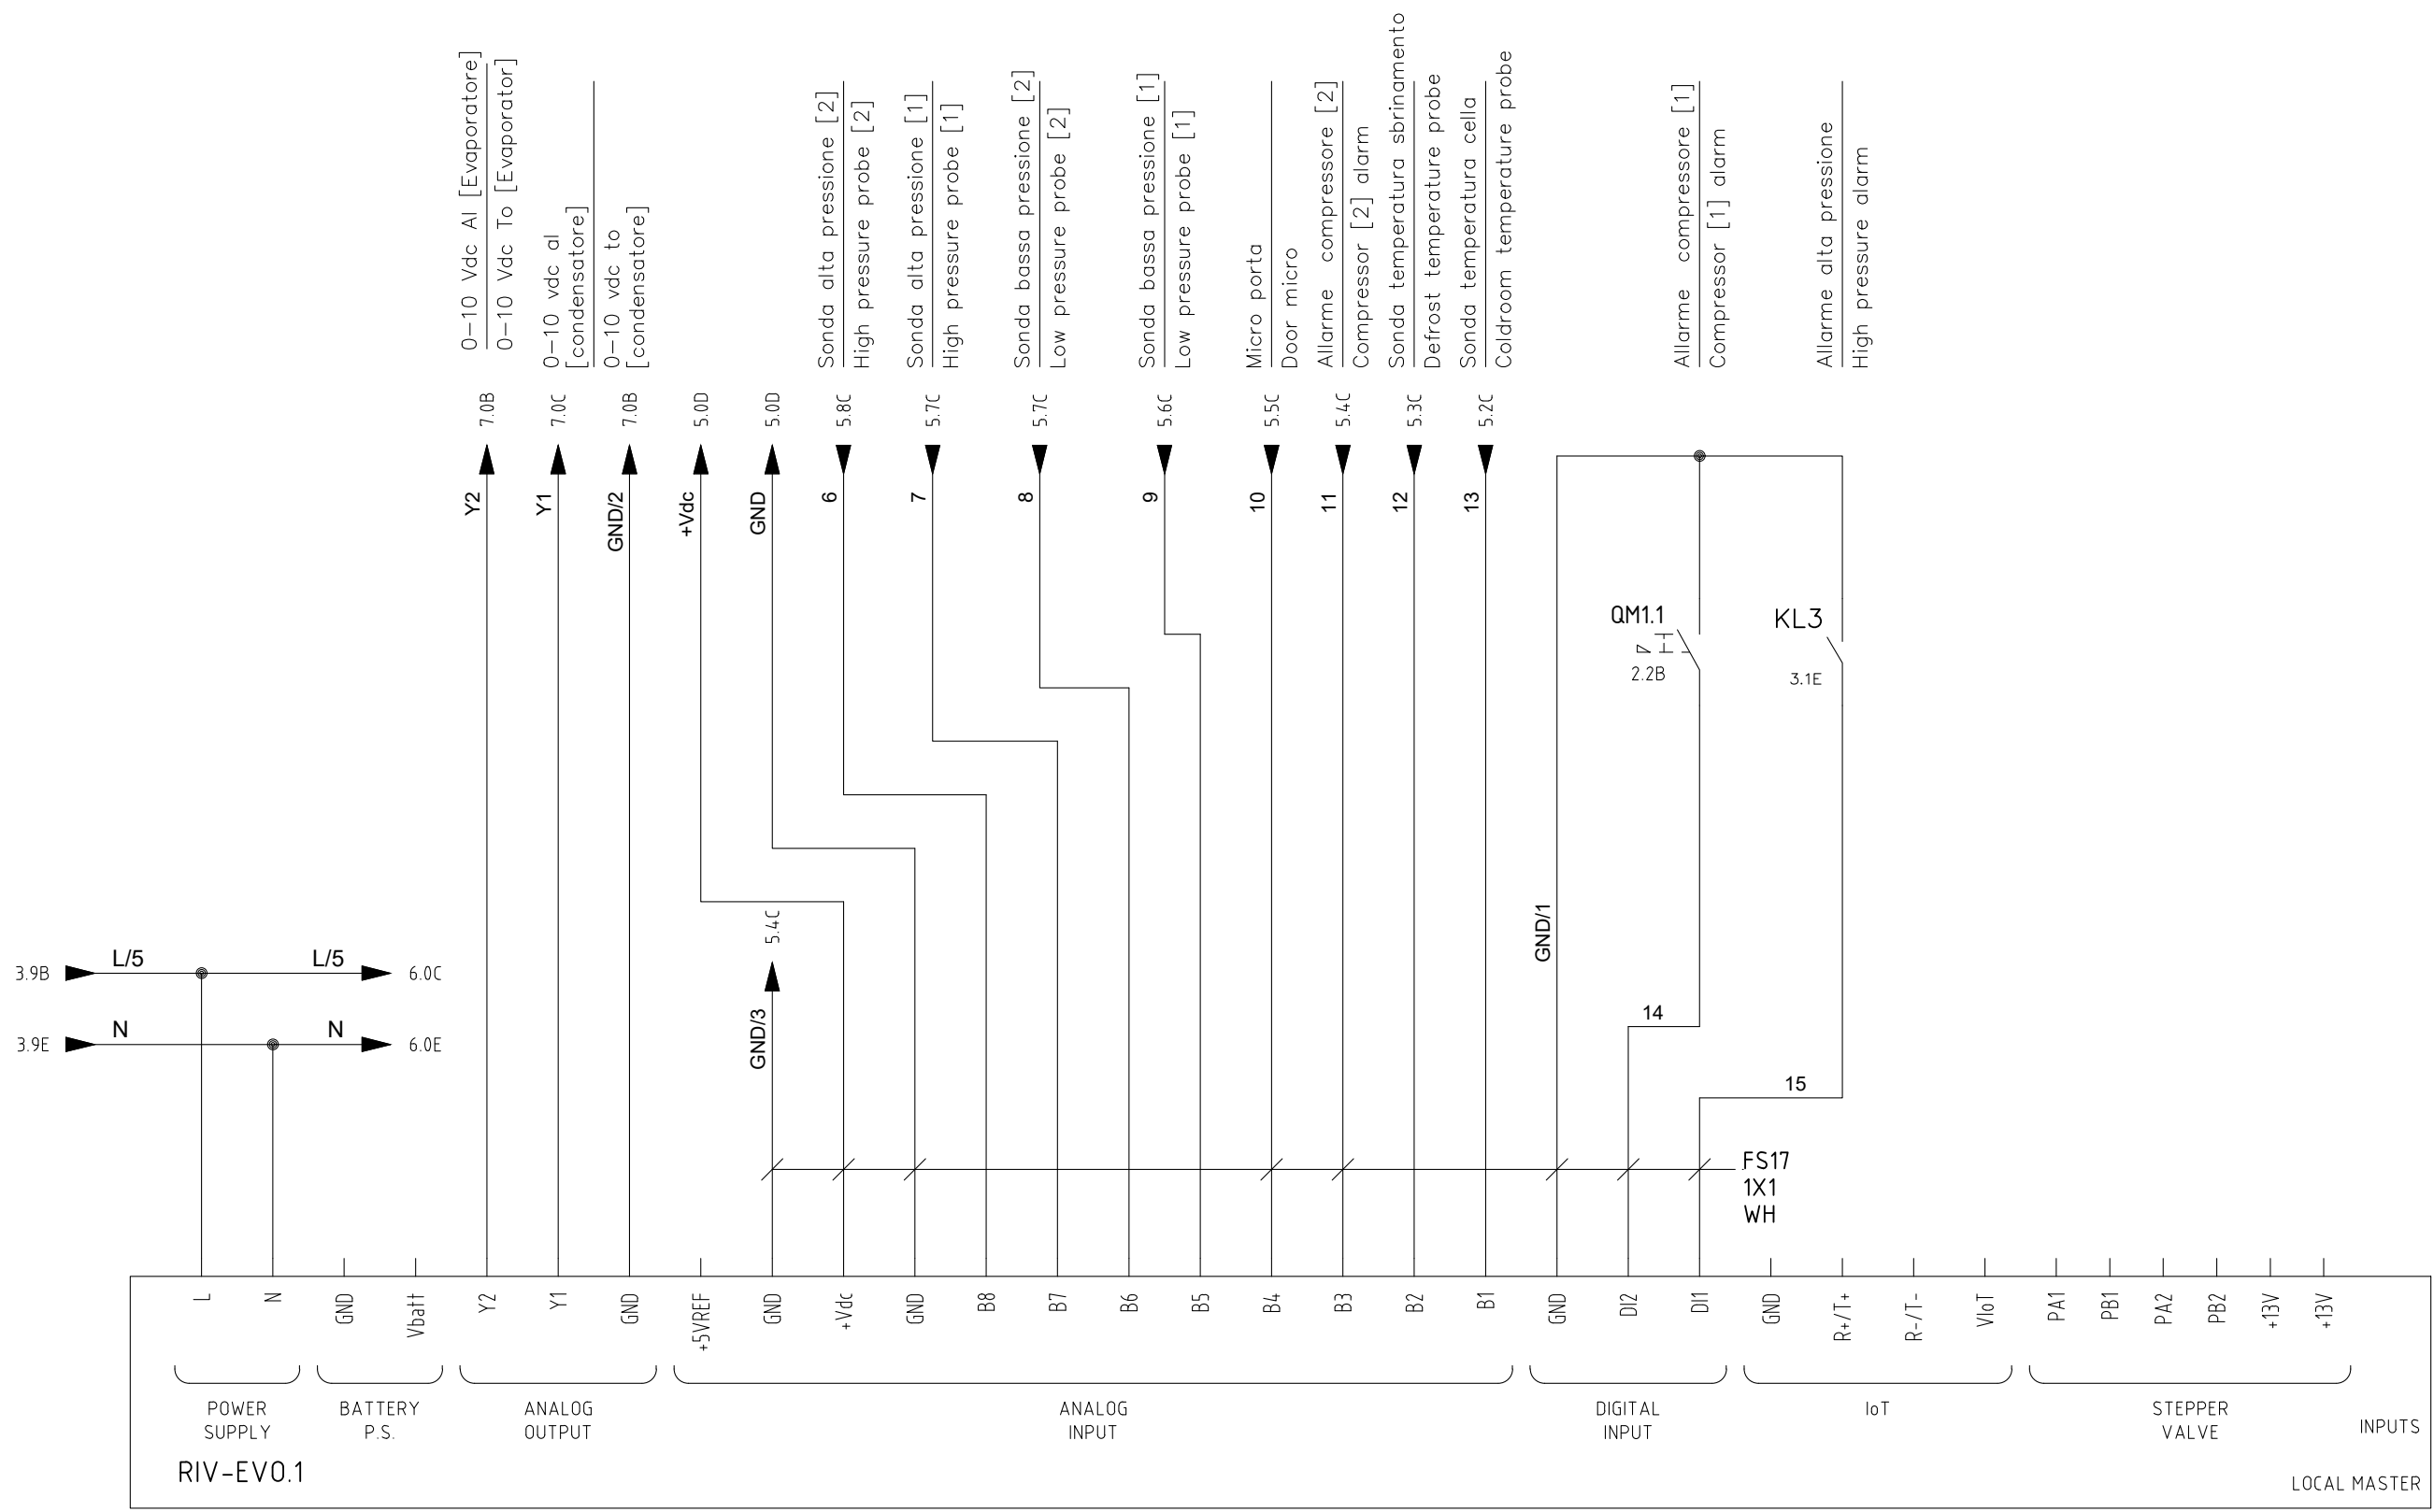 0-10 Vdc Al [Evaporatore]
0-10 Vdc To [Evaporator]
0-10 vdc al
[condensatore]
0-10 vdc to
[condensatore]
Sonda alta pressione [2]
High pressure probe [2]
Sonda alta pressione [1]
High pressure probe [1]
Sonda bassa pressione [2]
Low pressure probe [2]
Sonda bassa pressione [1]
Low pressure probe [1]
Micro porta
Door micro
Allarme compressore [2]
Compressor [2] alarm
Sonda temperatura sbrinamento
Defrost temperature probe
Sonda temperatura cella
Coldroom temperature probe
Allarme compressore [1]
Compressor [1] alarm
Allarme alta pressione
High pressure alarm
7.0B
7.0C
7.0B
5.0D
5.0D
5.8C
5.7C
5.7C
5.6C
5.5C
5.4C
5.3C
5.2C
Y2
Y1
GND/2
+Vdc
GND
6
7
8
9
10
11
12
13
QM1.1
2.2B
KL3
3.1E
5.4C
GND/3
GND/1
3.9B
L/5
L/5
6.0C
3.9E
N
N
6.0E
14
15
FS17
1X1
WH
L
N
GND
Vbatt
Y2
Y1
GND
+5VREF
GND
+Vdc
GND
B8
B7
B6
B5
B4
B3
B2
B1
GND
DI2
DI1
GND
R+/T+
R-/T-
VIoT
PA1
PB1
PA2
PB2
+13V
+13V
POWER
SUPPLY
BATTERY
P.S.
ANALOG
OUTPUT
ANALOG
INPUT
DIGITAL
INPUT
IoT
STEPPER
VALVE
INPUTS
RIV-EVO.1
LOCAL MASTER